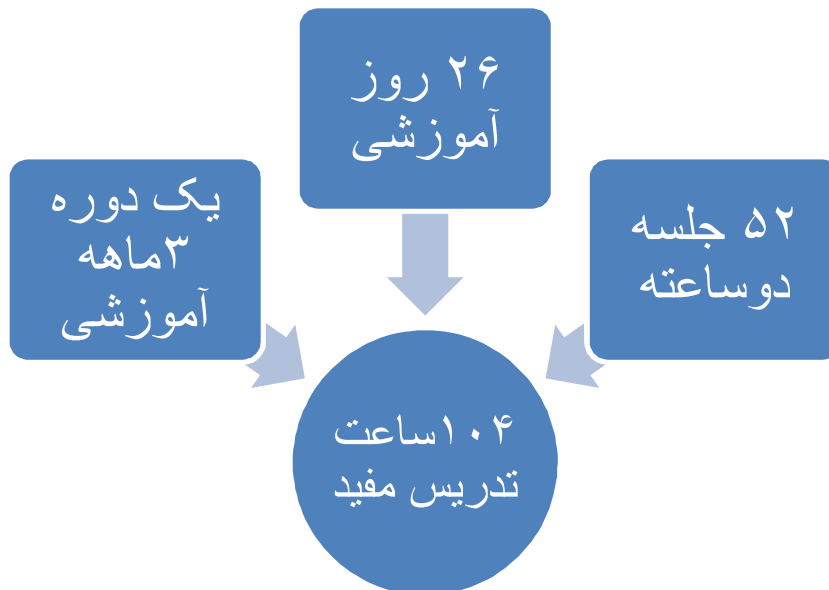 ۲۶ روز
آموزشی
۵۲ جلسه
دوساعته
یک دوره
۳ماهه
آموزشی
۱۰۴ساعت
تدریس مفید